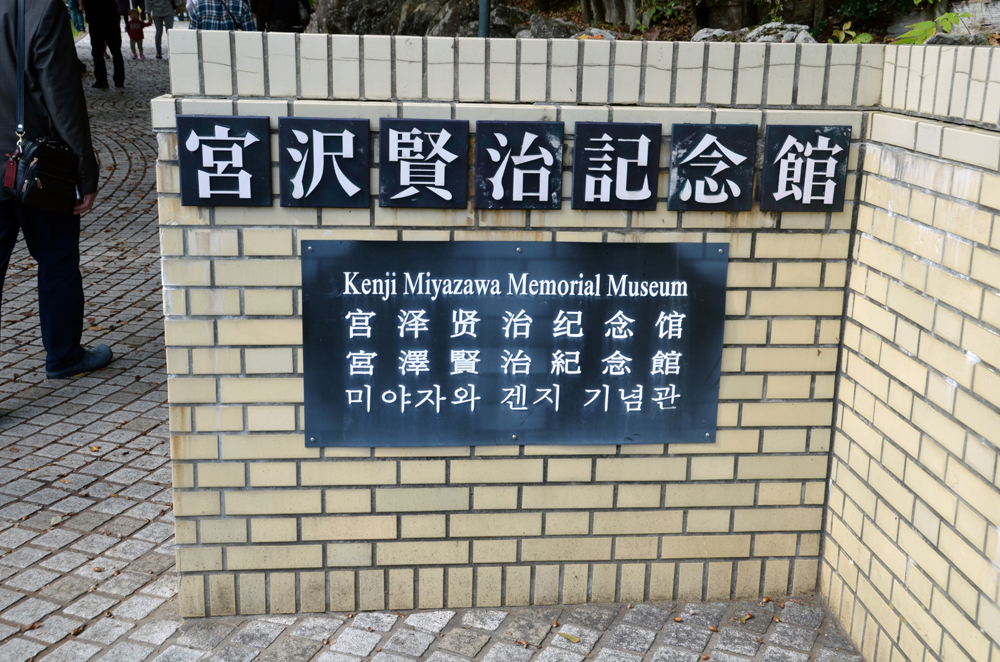 宮沢賢治記念館
Kenji Miyazawa Memorial Museum
宫泽贤治纪念馆
宮澤賢治紀念館
미야자와 겐지 기념관